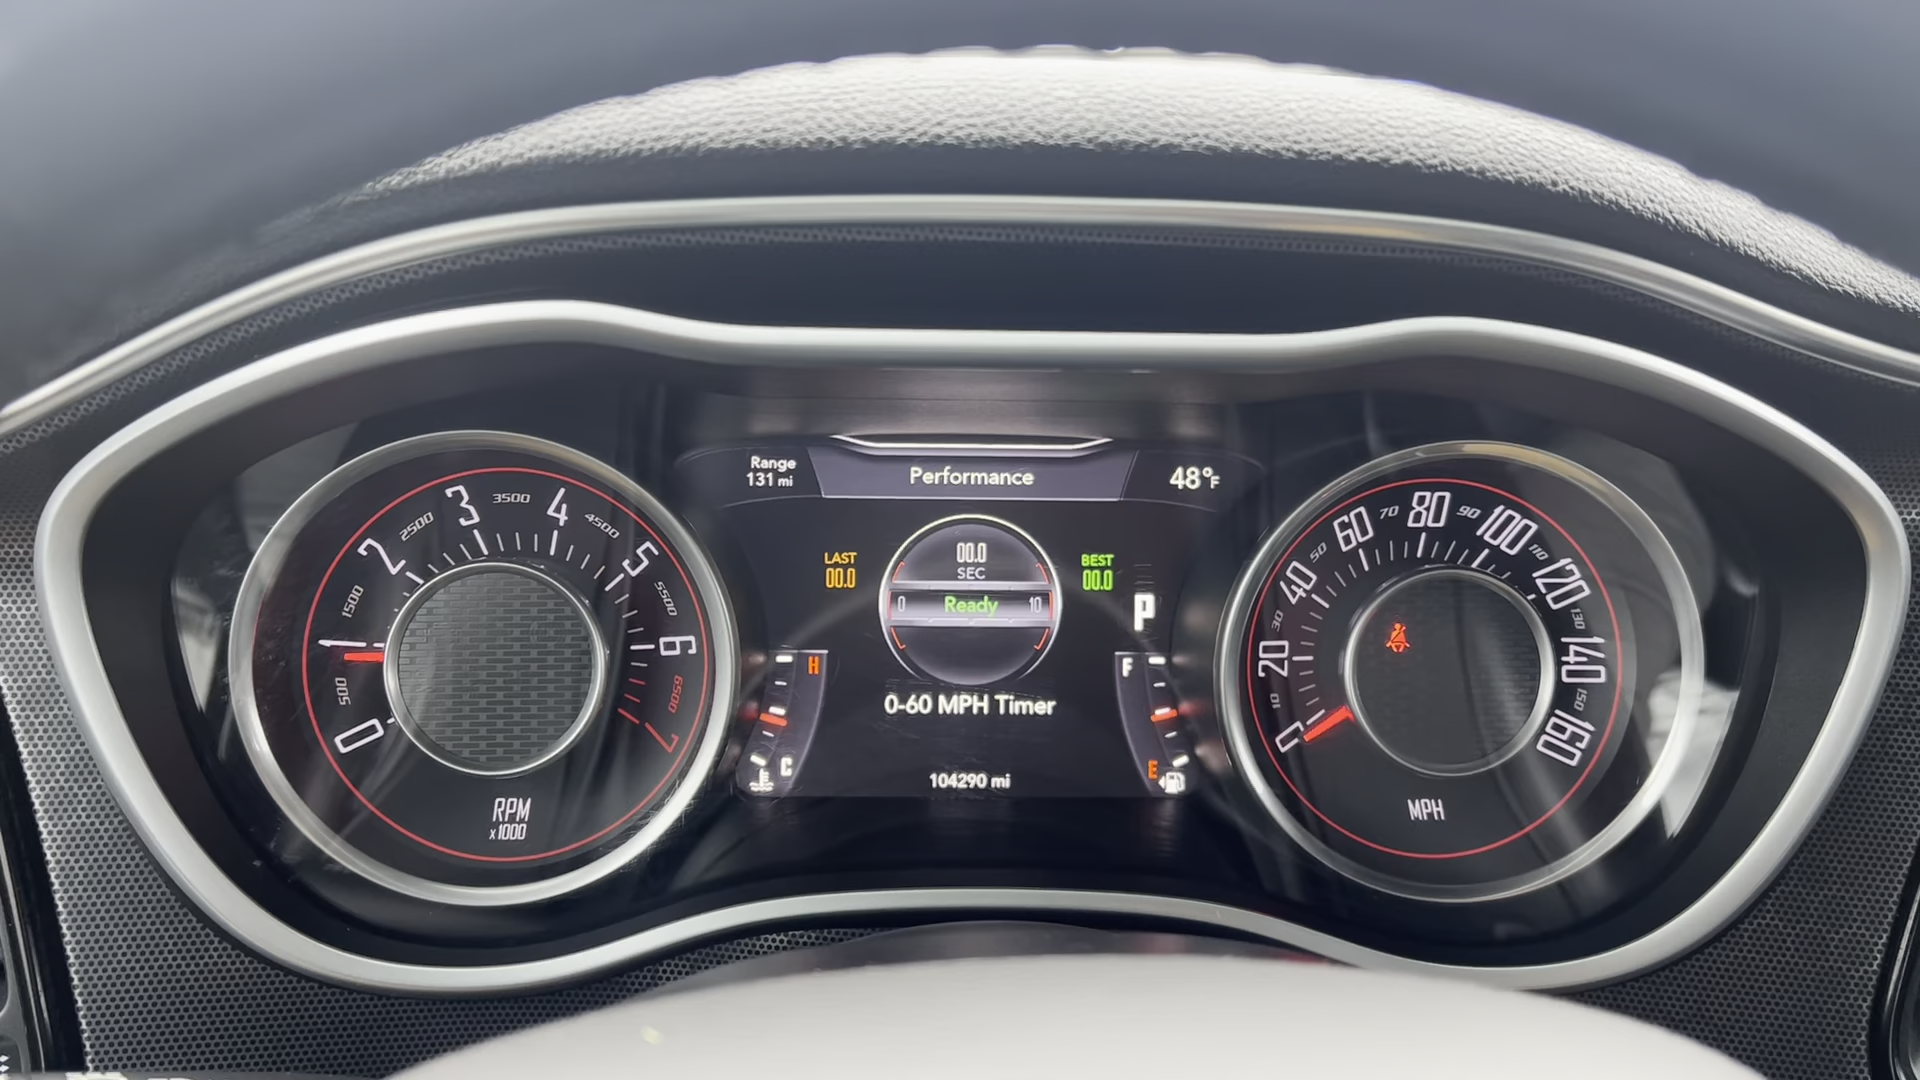 Range
131 mi
Performance
48°F
LAST
00.0
00.0
SEC
0 Ready 10
BEST
00.0
P
0-60 MPH Timer
104290 mi
H
C
F
E
0
500
1
1500
2
2500
3
3500
4
4500
5
5500
6
6500
7
RPM
x1000
0
10
20
30
40
50
60
70
80
90
100
110
120
130
140
150
160
MPH